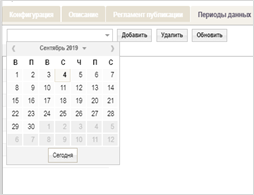 Конфигурация Описание Регламент публикации Периоды данных
Добавить Удалить Обновить
Сентябрь 2019
В П В С Ч П С
1 2 3 4 5 6 7
8 9 10 11 12 13 14
15 16 17 18 19 20 21
22 23 24 25 26 27 28
29 30 1 2 3 4 5
6 7 8 9 10 11 12
Сегодня